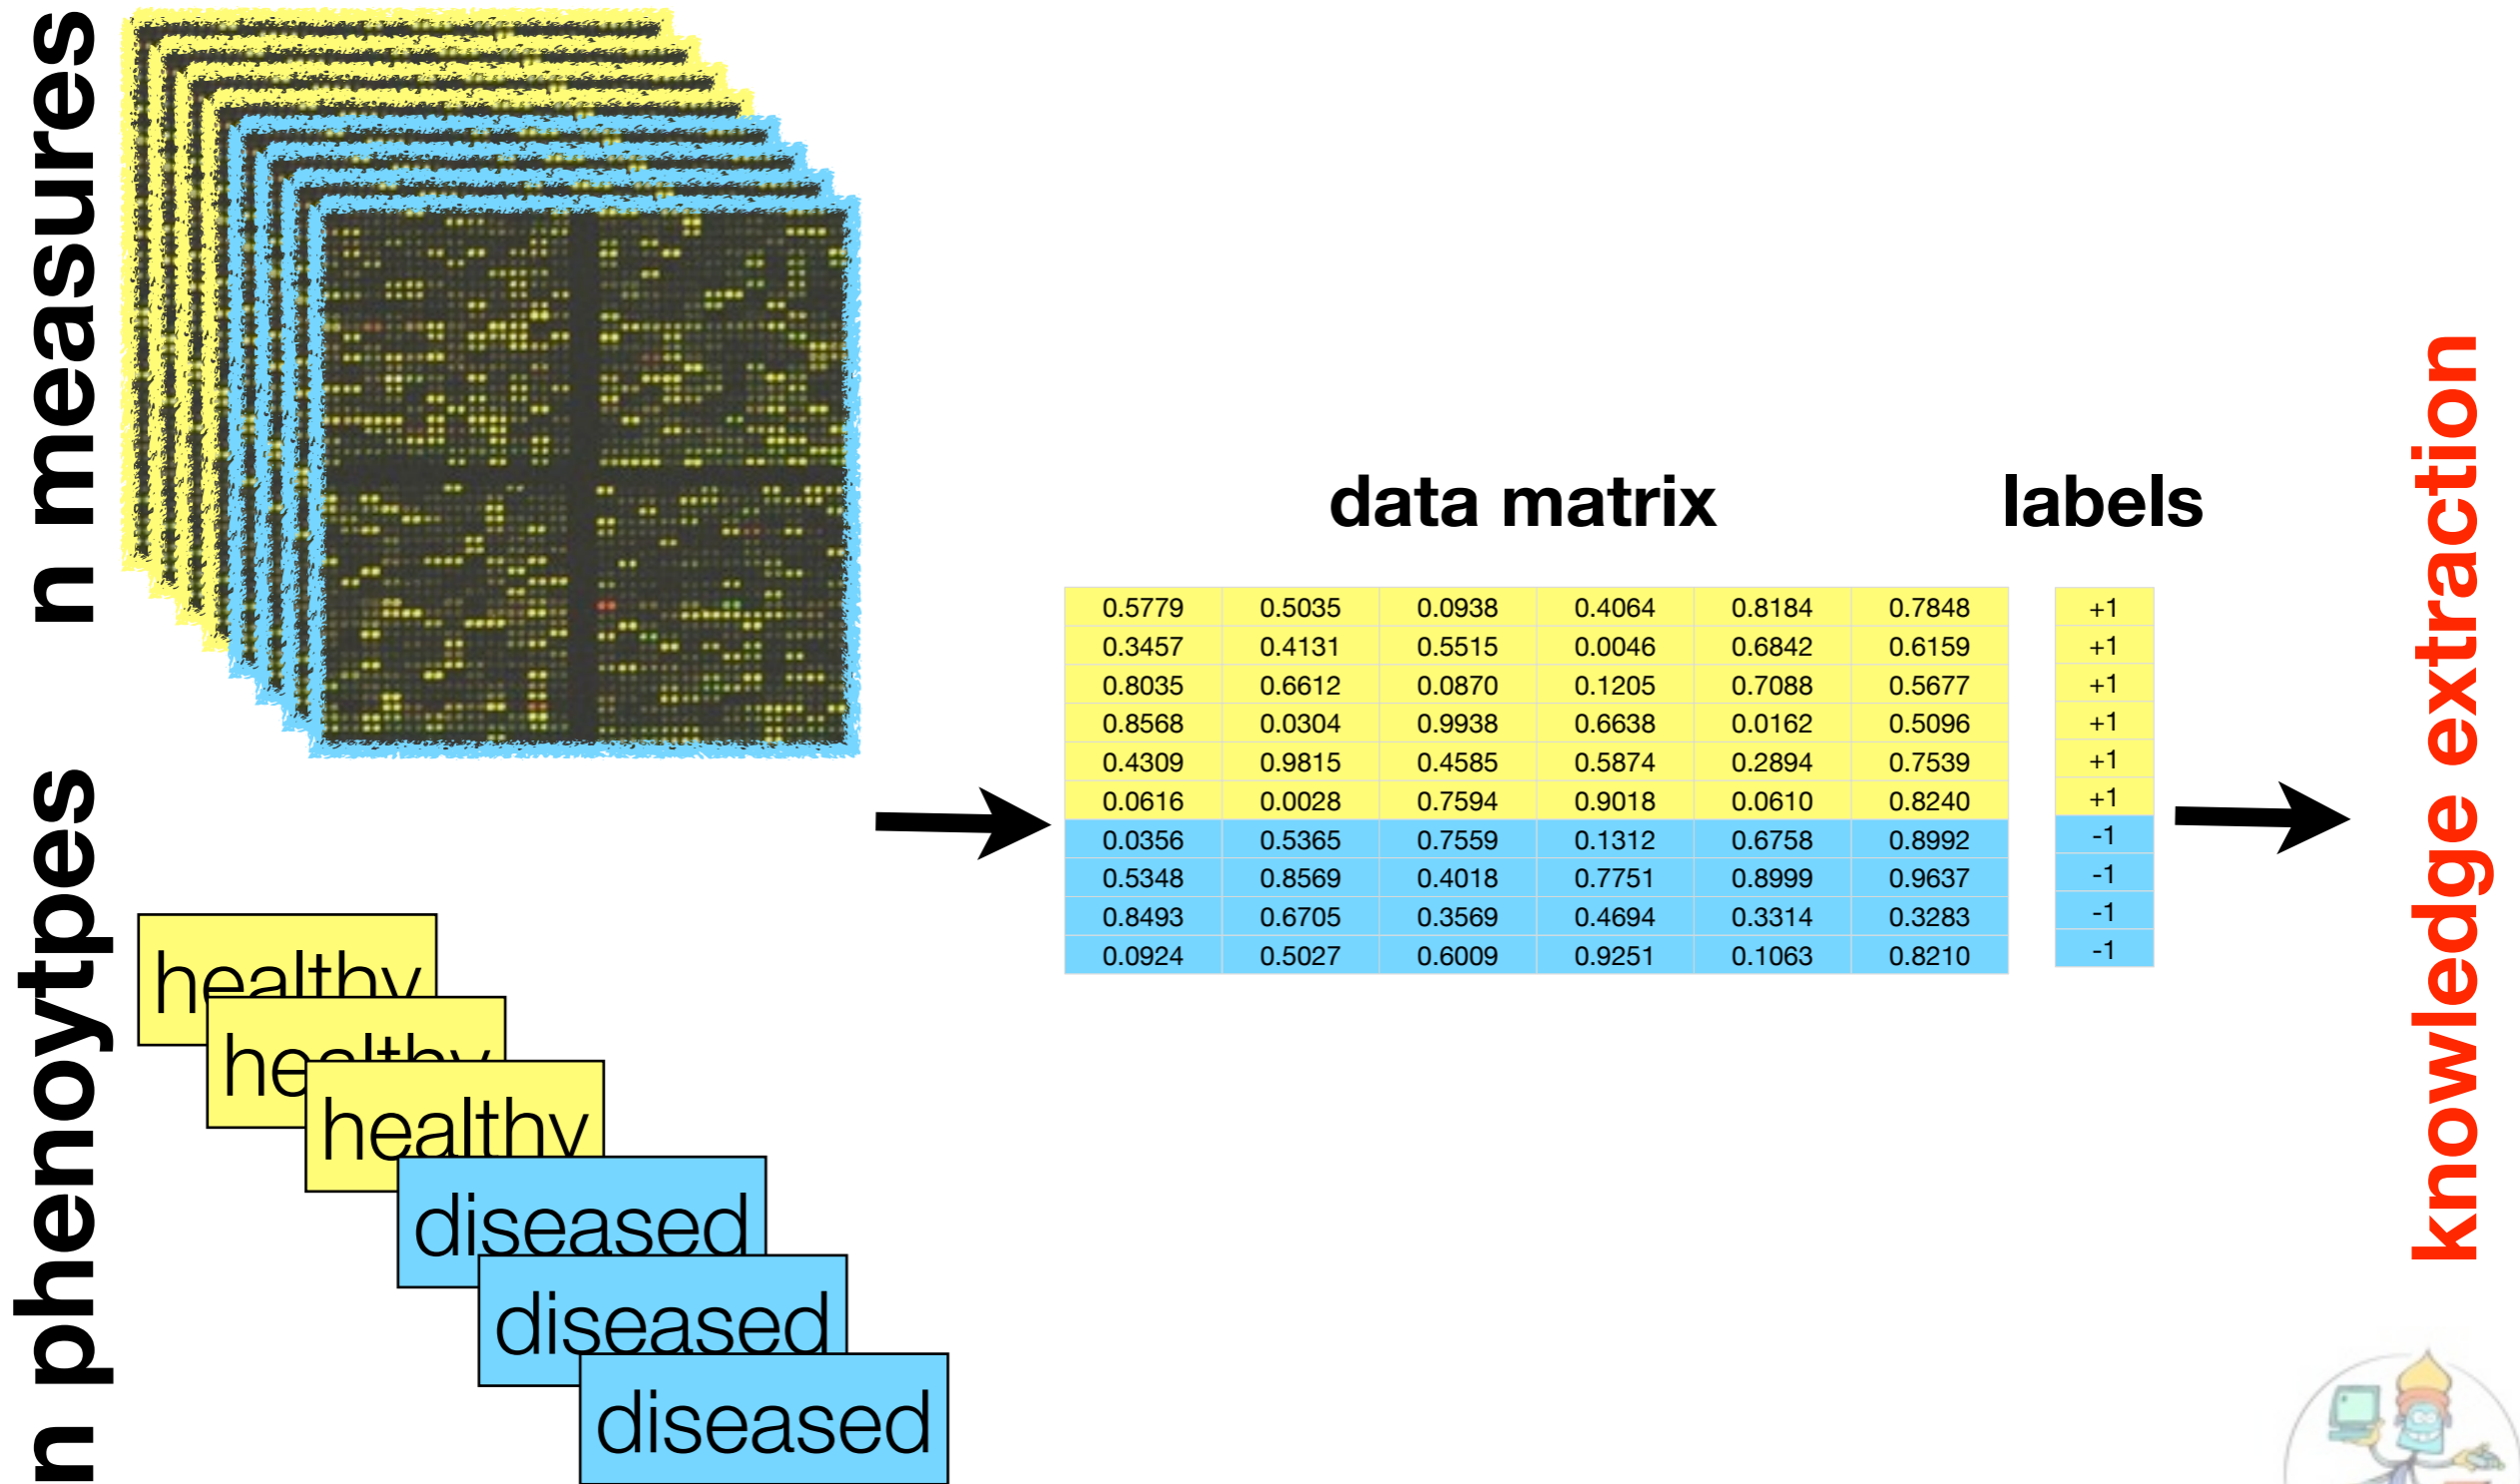 n measures
n phenoytpes
healthy
healthy
healthy
diseased
diseased
diseased
data matrix
labels
0.5779 0.5035 0.0938 0.4064 0.8184 0.7848 +1
0.3457 0.4131 0.5515 0.0046 0.6842 0.6159 +1
0.8035 0.6612 0.0870 0.1205 0.7088 0.5677 +1
0.8568 0.0304 0.9938 0.6638 0.0162 0.5096 +1
0.4309 0.9815 0.4585 0.5874 0.2894 0.7539 +1
0.0616 0.0028 0.7594 0.9018 0.0610 0.8240 +1
0.0356 0.5365 0.7559 0.1312 0.6758 0.8992 -1
0.5348 0.8569 0.4018 0.7751 0.8999 0.9637 -1
0.8493 0.6705 0.3569 0.4694 0.3314 0.3283 -1
0.0924 0.5027 0.6009 0.9251 0.1063 0.8210 -1
knowledge extraction